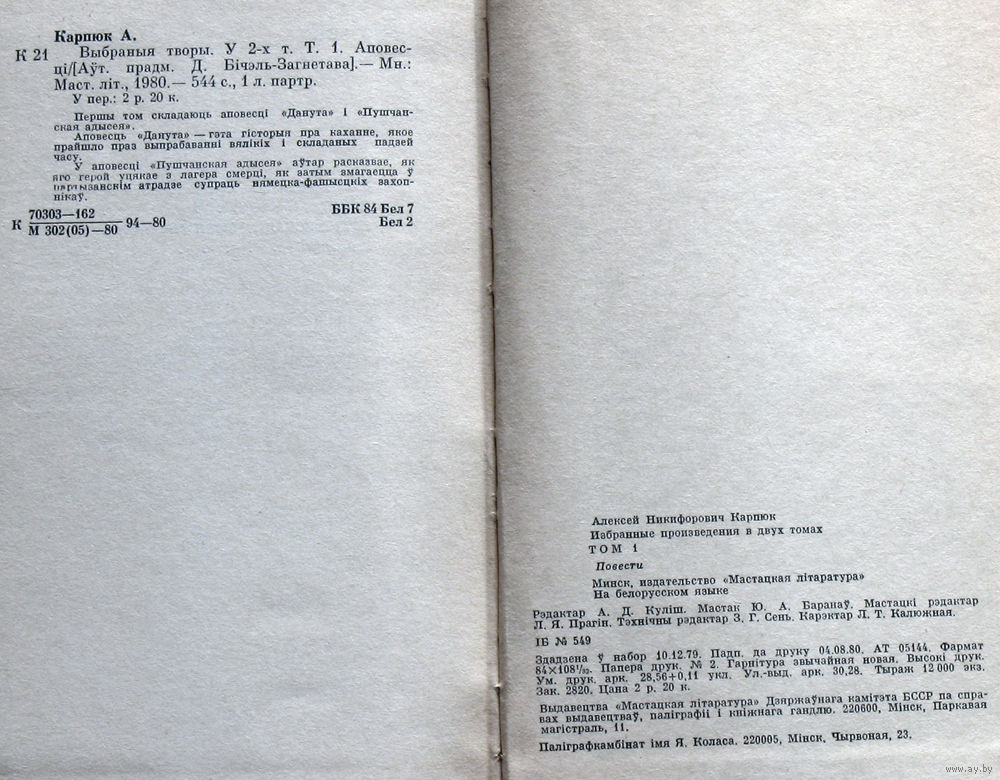 Карпюк А.
К 21 Выбраныя творы. У 2-х т. Т. 1. Аповес-
ці/[Аўт. прадм. Д. Бічэль-Загнетава].— Мн.:
Маст. літ., 1980.— 544 с., 1 л. партр.
У пер.: 2 р. 20 к.
Першы том складаюць аповесці «Данута» і «Пушчан-
ская адысея».
Аповесць «Данута» — гэта гісторыя пра каханне, якое
прайшло праз выпрабаванні вялікіх і складаных падзей
часу.
У аповесці «Пушчанская адысея» аўтар расказвае, як
яго герой уцякае з лагера смерці, як затым змагаецца ў
партызанскім атрадзе супраць нямецка-фашысцкіх захоп-
нікаў.
К 70303—162
М 302(05)—80 94—80
ББК 84 Бел 7
Бел 2
Алексей Никифорович Карпюк
Избранные произведения в двух томах
ТОМ 1
Повести
Минск, издательство «Мастацкая літаратура»
На белорусском языке
Рэдактар А. Д. Куліш. Мастак Ю. А. Баранаў. Мастацкі рэдактар
Л. Я. Прагін. Тэхнічны рэдактар З. Г. Сень. Карэктар Л. Т. Калюжная.
ІБ № 549
Здадзена ў набор 10.12.79. Падп. да друку 04.08.80. АТ 05144. Фармат
84×108¹/₃₂. Папера друк. № 2. Гарнітура звычайная новая. Высокі друк.
Ум. друк. арк. 28,56+0,11 укл. Ул.-выд. арк. 30,28. Тыраж 12 000 экз.
Зак. 2820. Цана 2 р. 20 к.
Выдавецтва «Мастацкая літаратура» Дзяржаўнага камітэта БССР па спра-
вах выдавецтваў, паліграфіі і кніжнага гандлю. 220600, Мінск, Паркавая
магістраль, 11.
Паліграфкамбінат імя Я. Коласа. 220005, Мінск, Чырвоная, 23.
www.ay.by